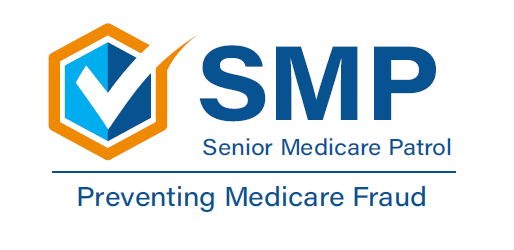 SMP
Senior Medicare Patrol
Preventing Medicare Fraud